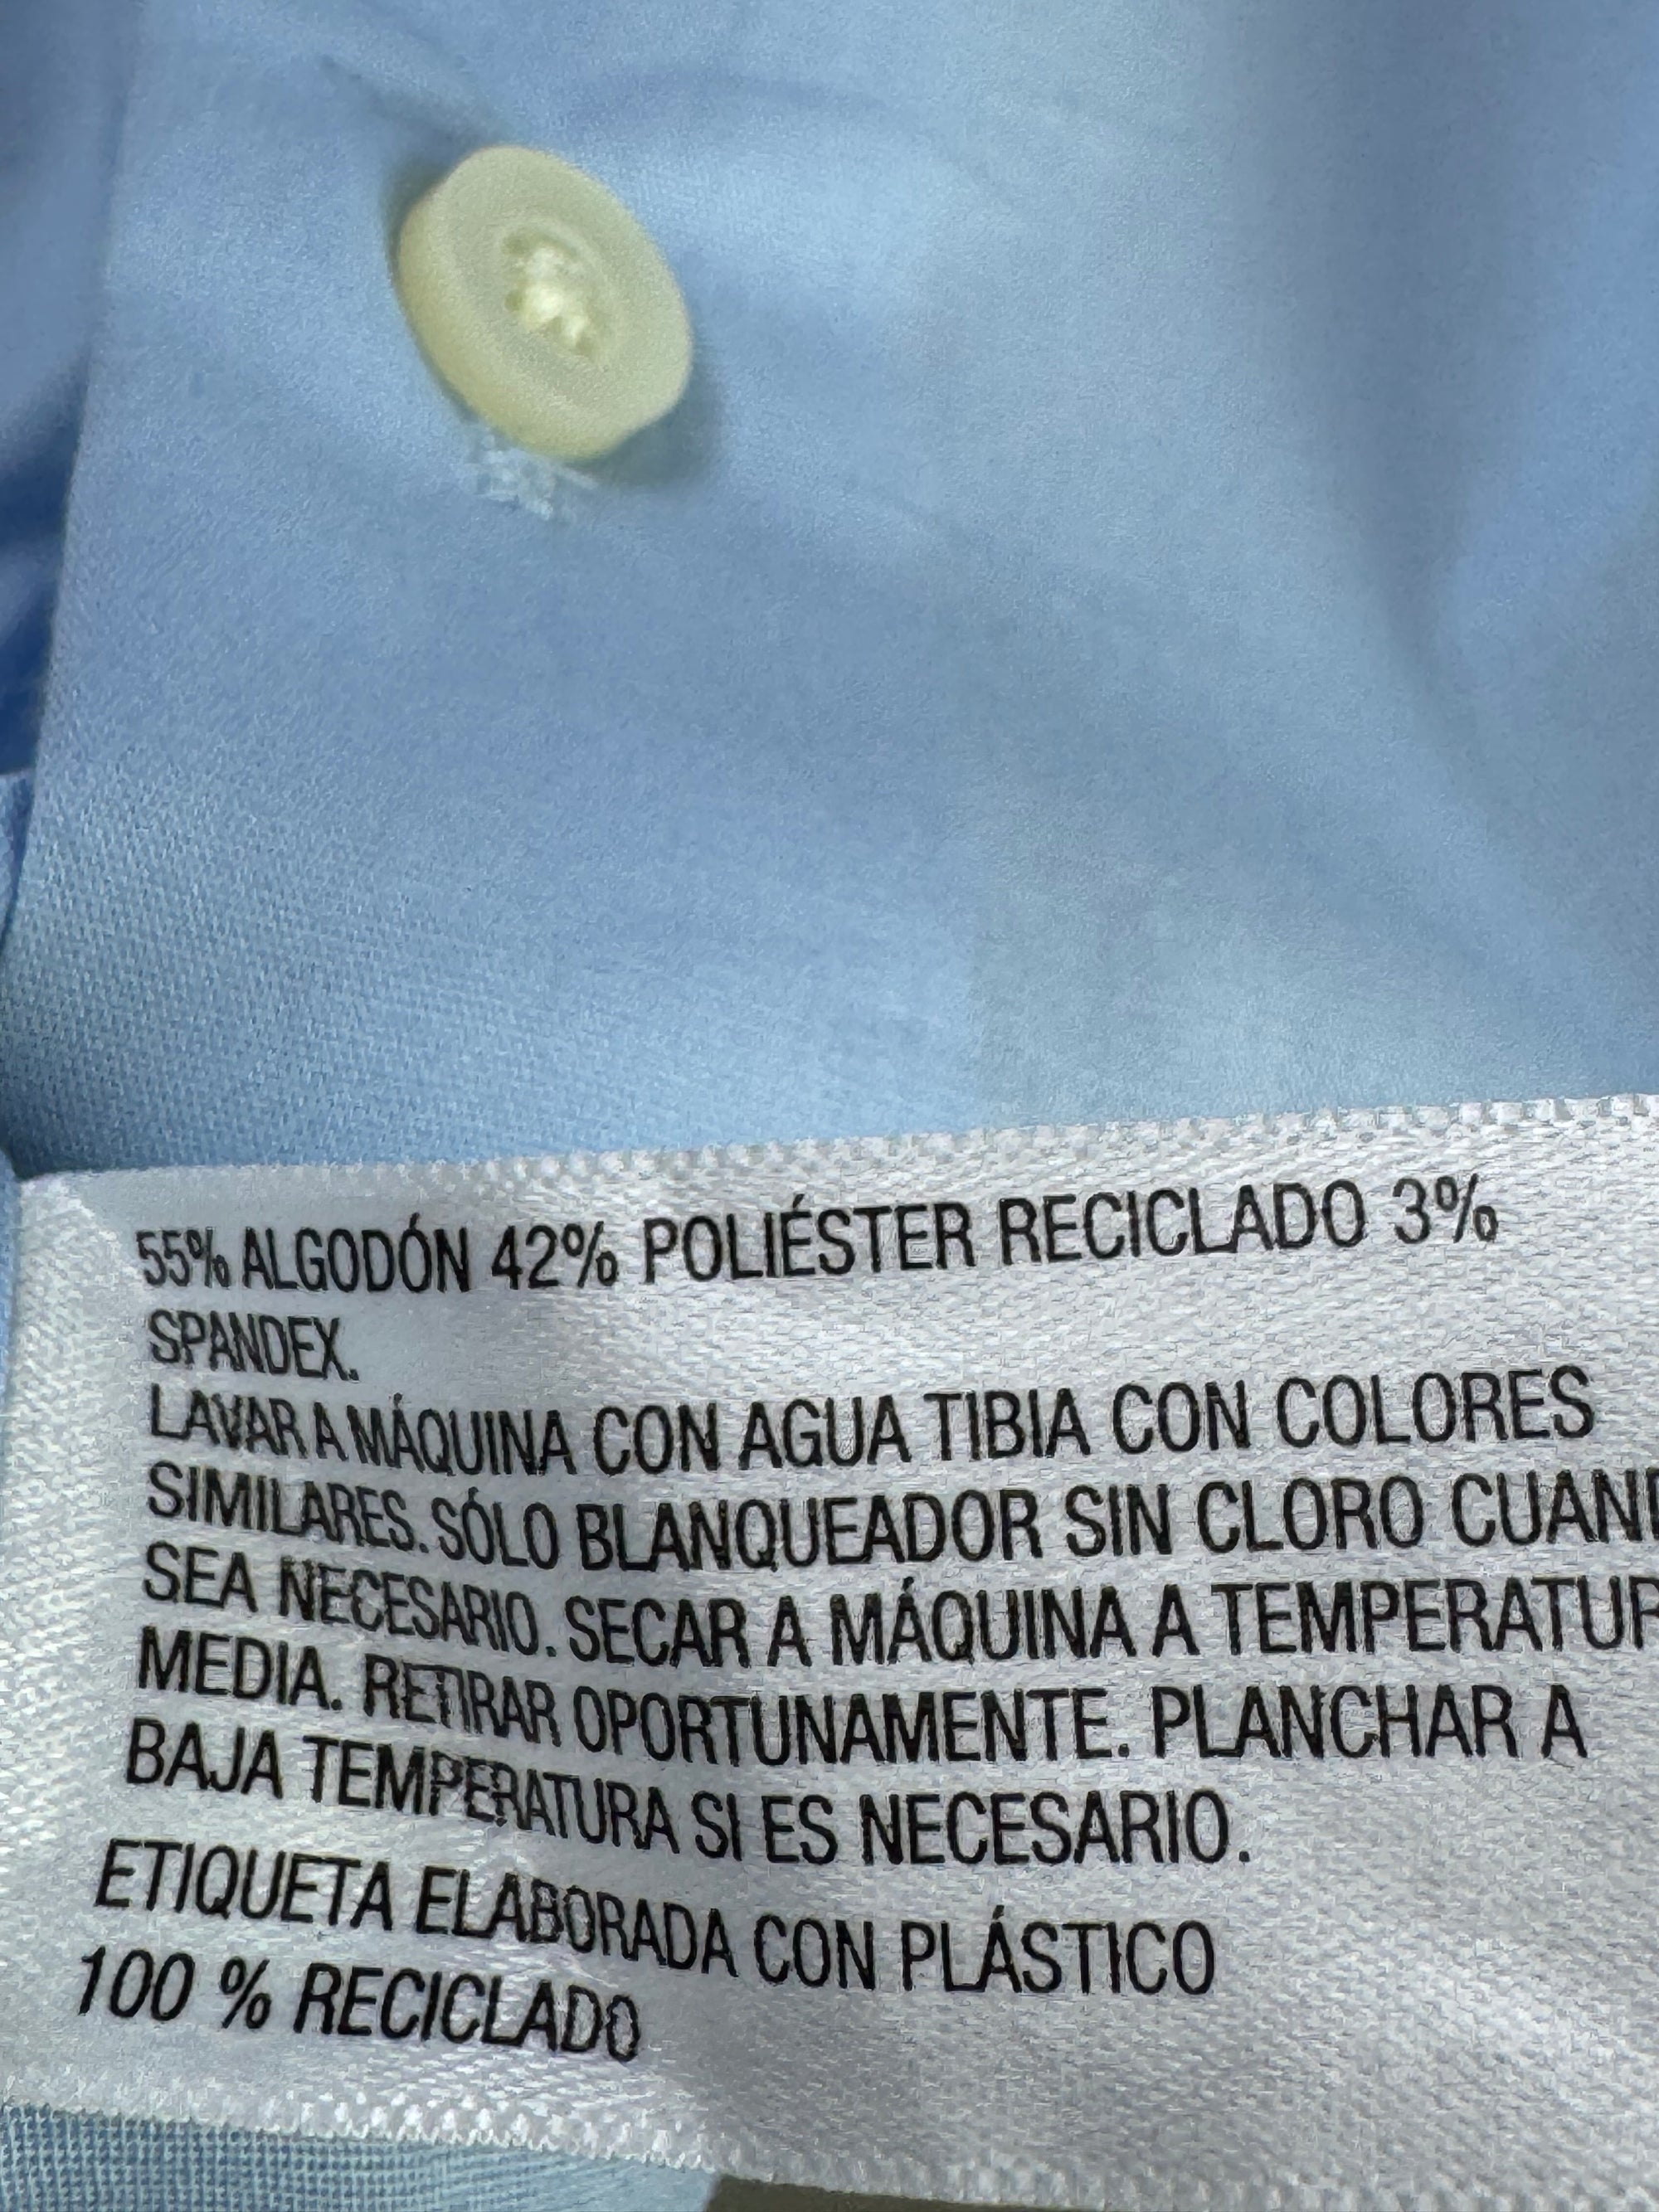 55% ALGODÓN 42% POLIÉSTER RECICLADO 3%
SPANDEX.
LAVAR A MÁQUINA CON AGUA TIBIA CON COLORES
SIMILARES. SÓLO BLANQUEADOR SIN CLORO CUAN
SEA NECESARIO. SECAR A MÁQUINA A TEMPERATUR
MEDIA. RETIRAR OPORTUNAMENTE. PLANCHAR A
BAJA TEMPERATURA SI ES NECESARIO.
ETIQUETA ELABORADA CON PLÁSTICO
100 % RECICLADO